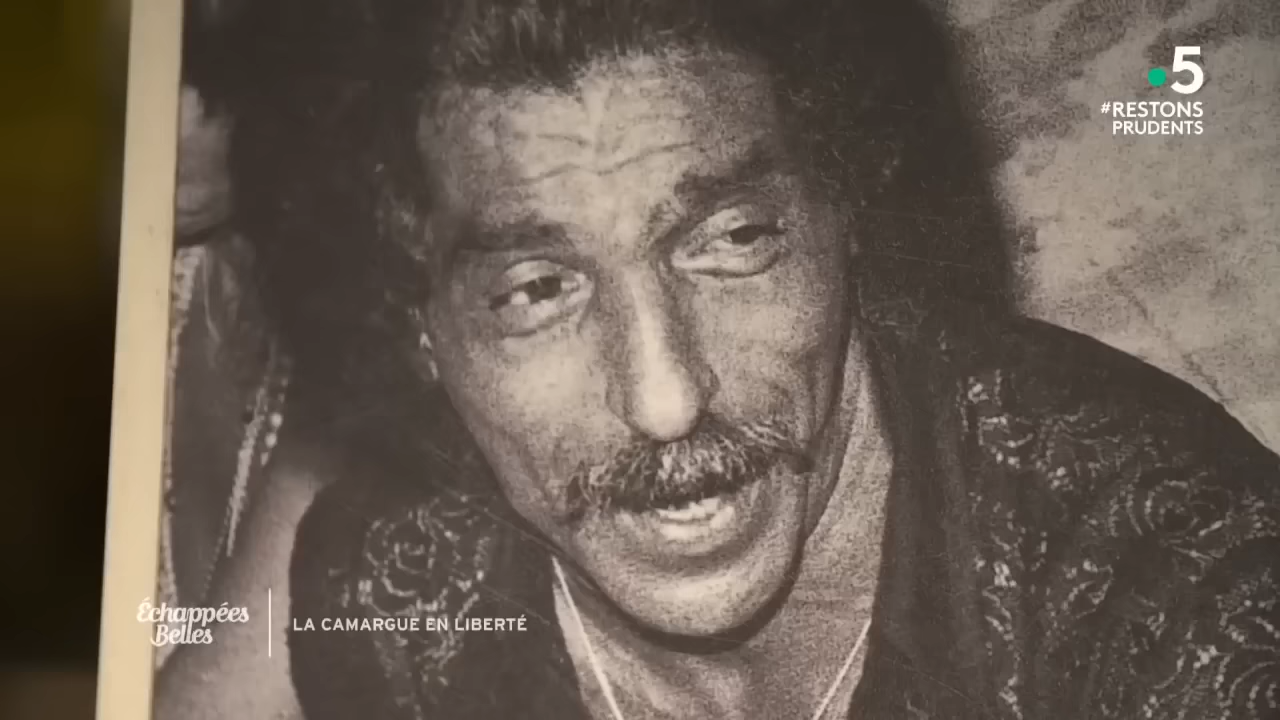 5
#RESTONS
PRUDENTS
Échappées
Belles
LA CAMARGUE EN LIBERTÉ